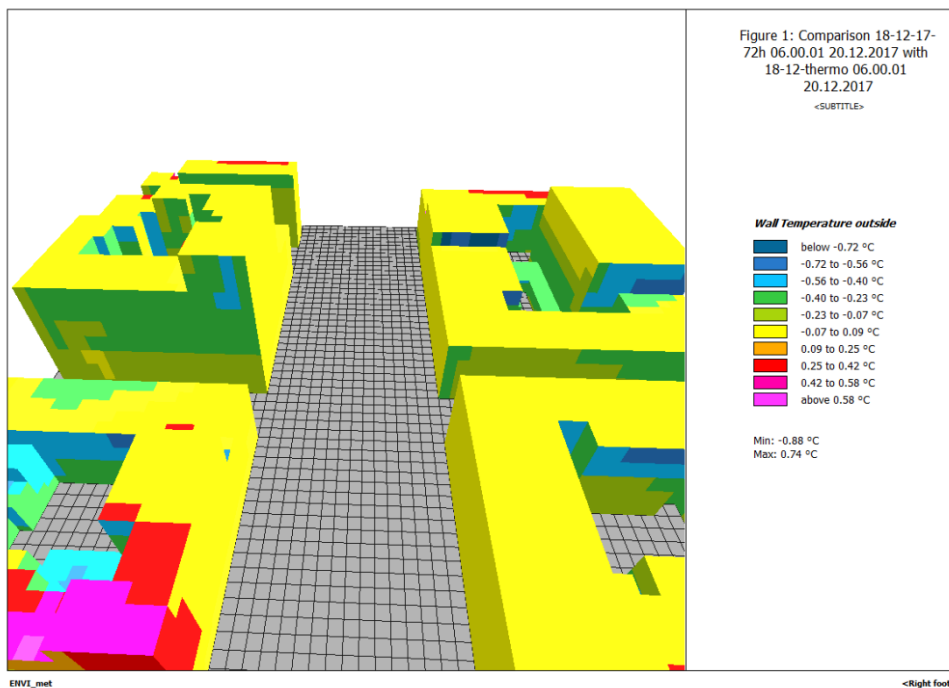 Figure 1: Comparison 18-12-17-
72h 06.00.01 20.12.2017 with
18-12-thermo 06.00.01
20.12.2017
<SUBTITLE>
Wall Temperature outside
below -0.72 °C
-0.72 to -0.56 °C
-0.56 to -0.40 °C
-0.40 to -0.23 °C
-0.23 to -0.07 °C
-0.07 to 0.09 °C
0.09 to 0.25 °C
0.25 to 0.42 °C
0.42 to 0.58 °C
above 0.58 °C
Min: -0.88 °C
Max: 0.74 °C
ENVI_met
<Right foot